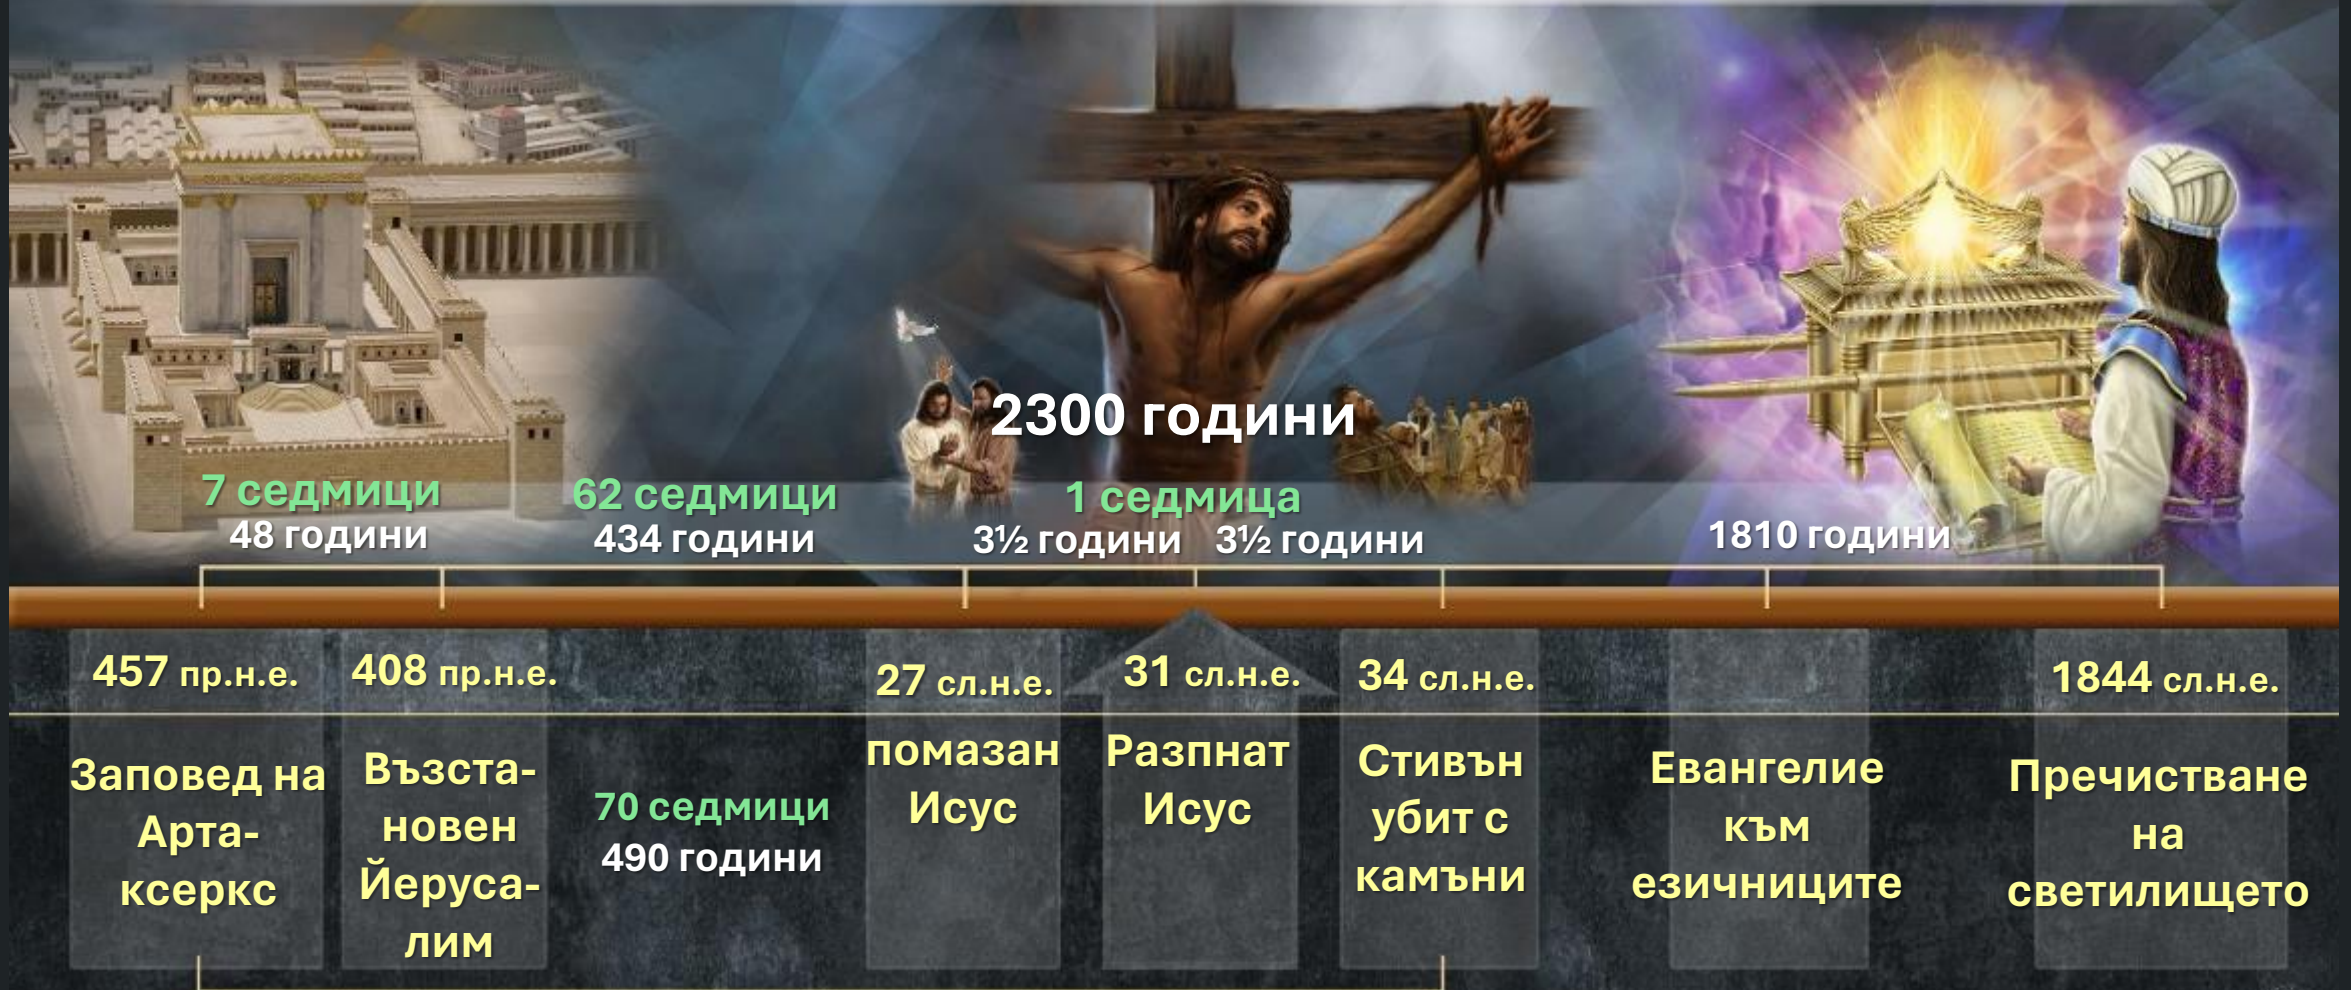 2300 години
7 седмици
48 години
62 седмици
434 години
1 седмица
3½ години 3½ години
1810 години
457 пр.н.е.
408 пр.н.е.
27 сл.н.е.
31 сл.н.е.
34 сл.н.е.
1844 сл.н.е.
Заповед на
Арта-
ксеркс
Възста-
новен
Йеруса-
лим
70 седмици
490 години
помазан
Исус
Разпнат
Исус
Стивън
убит с
камъни
Евангелие
към
езичниците
Пречистване
на
светилището